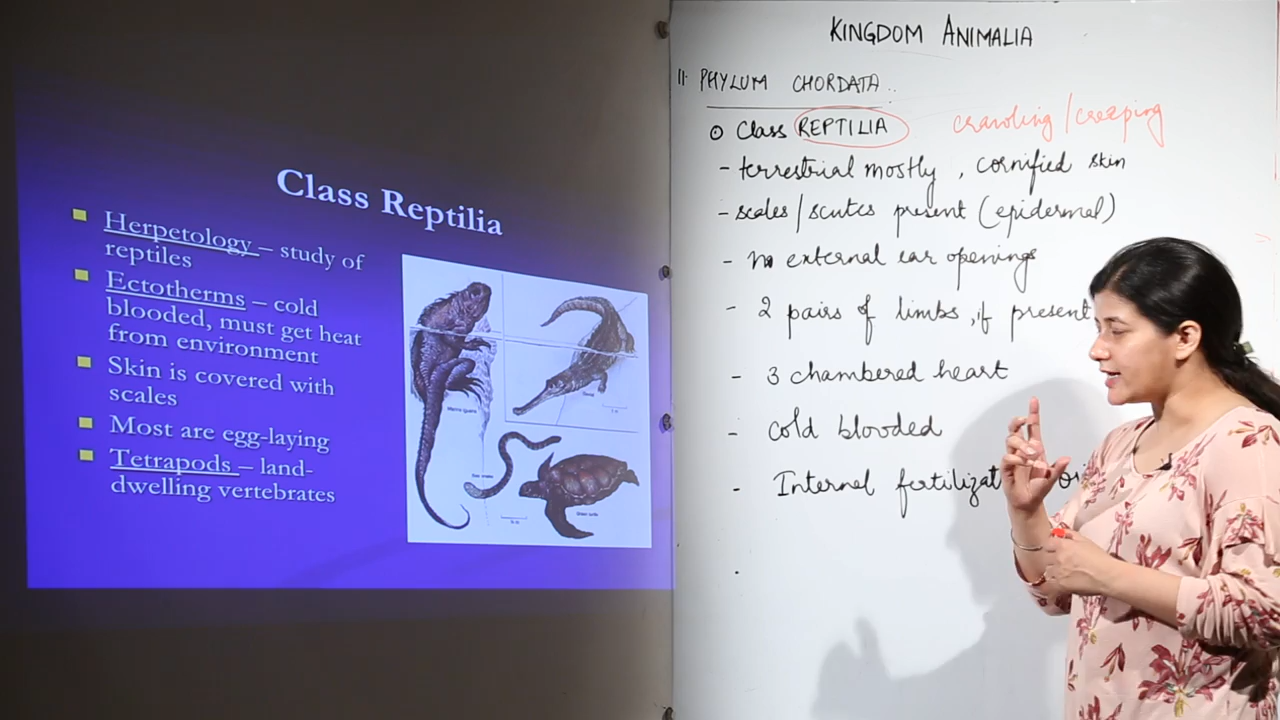 Class Reptilia
Herpetology – study of
reptiles
Ectotherms – cold
blooded, must get heat
from environment
Skin is covered with
scales
Most are egg-laying
Tetrapods – land-
dwelling vertebrates
Green turtle
KINGDOM ANIMALIA
11. PHYLUM CHORDATA..
Class REPTILIA crawling/creeping
- terrestrial mostly, cornified skin
- scales/scutes present (epidermal)
- no external ear openings
- 2 pairs of limbs, if present
- 3 chambered heart
- cold blooded
- Internal